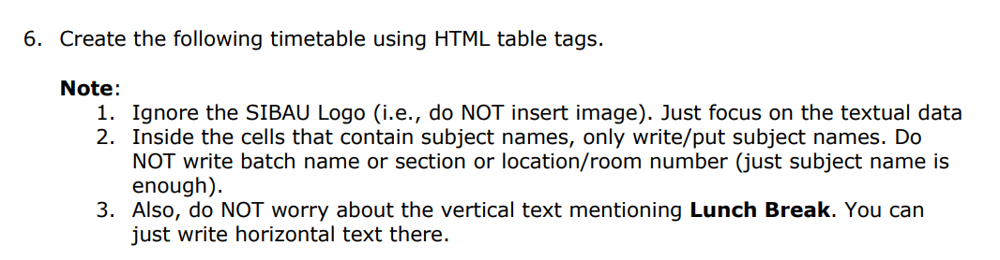 6. Create the following timetable using HTML table tags.
Note:
1. Ignore the SIBAU Logo (i.e., do NOT insert image). Just focus on the textual data
2. Inside the cells that contain subject names, only write/put subject names. Do
NOT write batch name or section or location/room number (just subject name is
enough).
3. Also, do NOT worry about the vertical text mentioning Lunch Break. You can
just write horizontal text there.